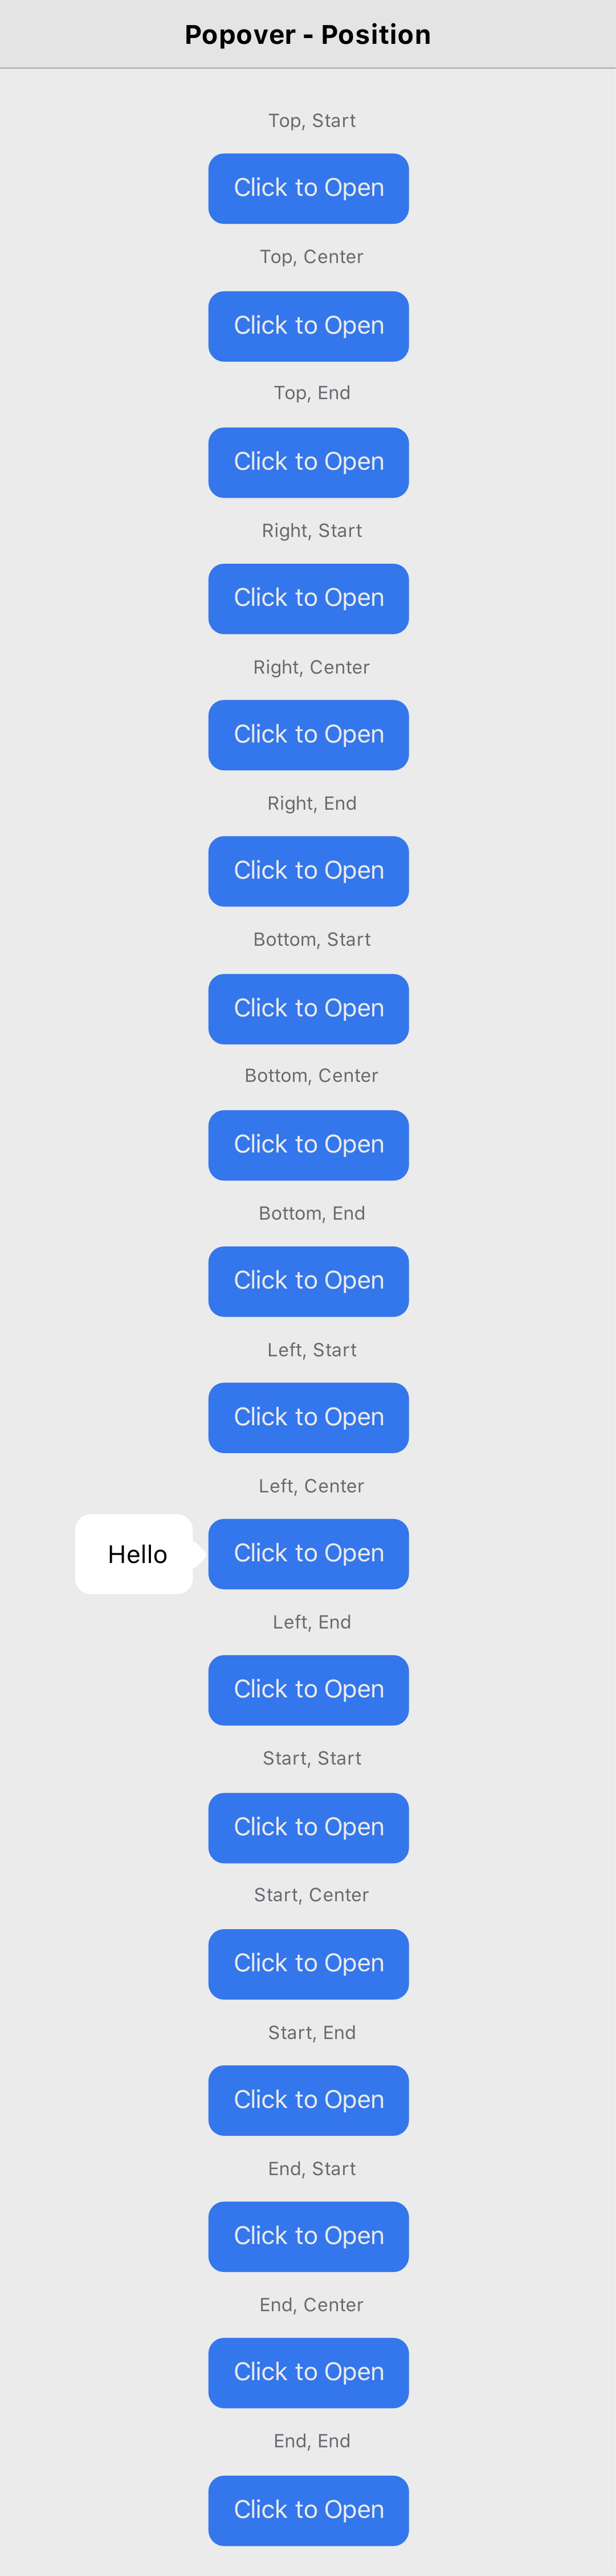 Popover - Position
Top, Start
Click to Open
Top, Center
Click to Open
Top, End
Click to Open
Right, Start
Click to Open
Right, Center
Click to Open
Right, End
Click to Open
Bottom, Start
Click to Open
Bottom, Center
Click to Open
Bottom, End
Click to Open
Left, Start
Click to Open
Left, Center
Hello
Click to Open
Left, End
Click to Open
Start, Start
Click to Open
Start, Center
Click to Open
Start, End
Click to Open
End, Start
Click to Open
End, Center
Click to Open
End, End
Click to Open